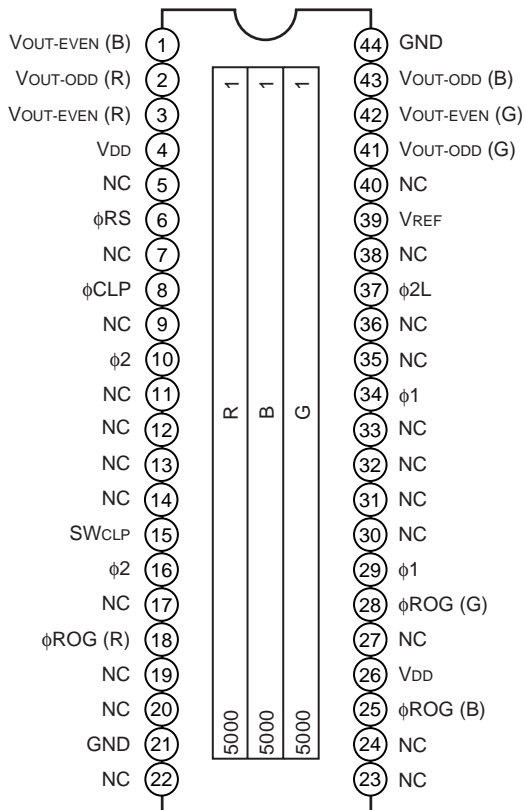 VOUT-EVEN (B) 1
VOUT-ODD (R) 2
VOUT-EVEN (R) 3
VDD 4
NC 5
ϕRS 6
NC 7
ϕCLP 8
NC 9
ϕ2 10
NC 11
NC 12
NC 13
NC 14
SWCLP 15
ϕ2 16
NC 17
ϕROG (R) 18
NC 19
NC 20
GND 21
NC 22
1 1 1
R B G
5000 5000 5000
44 GND
43 VOUT-ODD (B)
42 VOUT-EVEN (G)
41 VOUT-ODD (G)
40 NC
39 VREF
38 NC
37 ϕ2L
36 NC
35 NC
34 ϕ1
33 NC
32 NC
31 NC
30 NC
29 ϕ1
28 ϕROG (G)
27 NC
26 VDD
25 ϕROG (B)
24 NC
23 NC